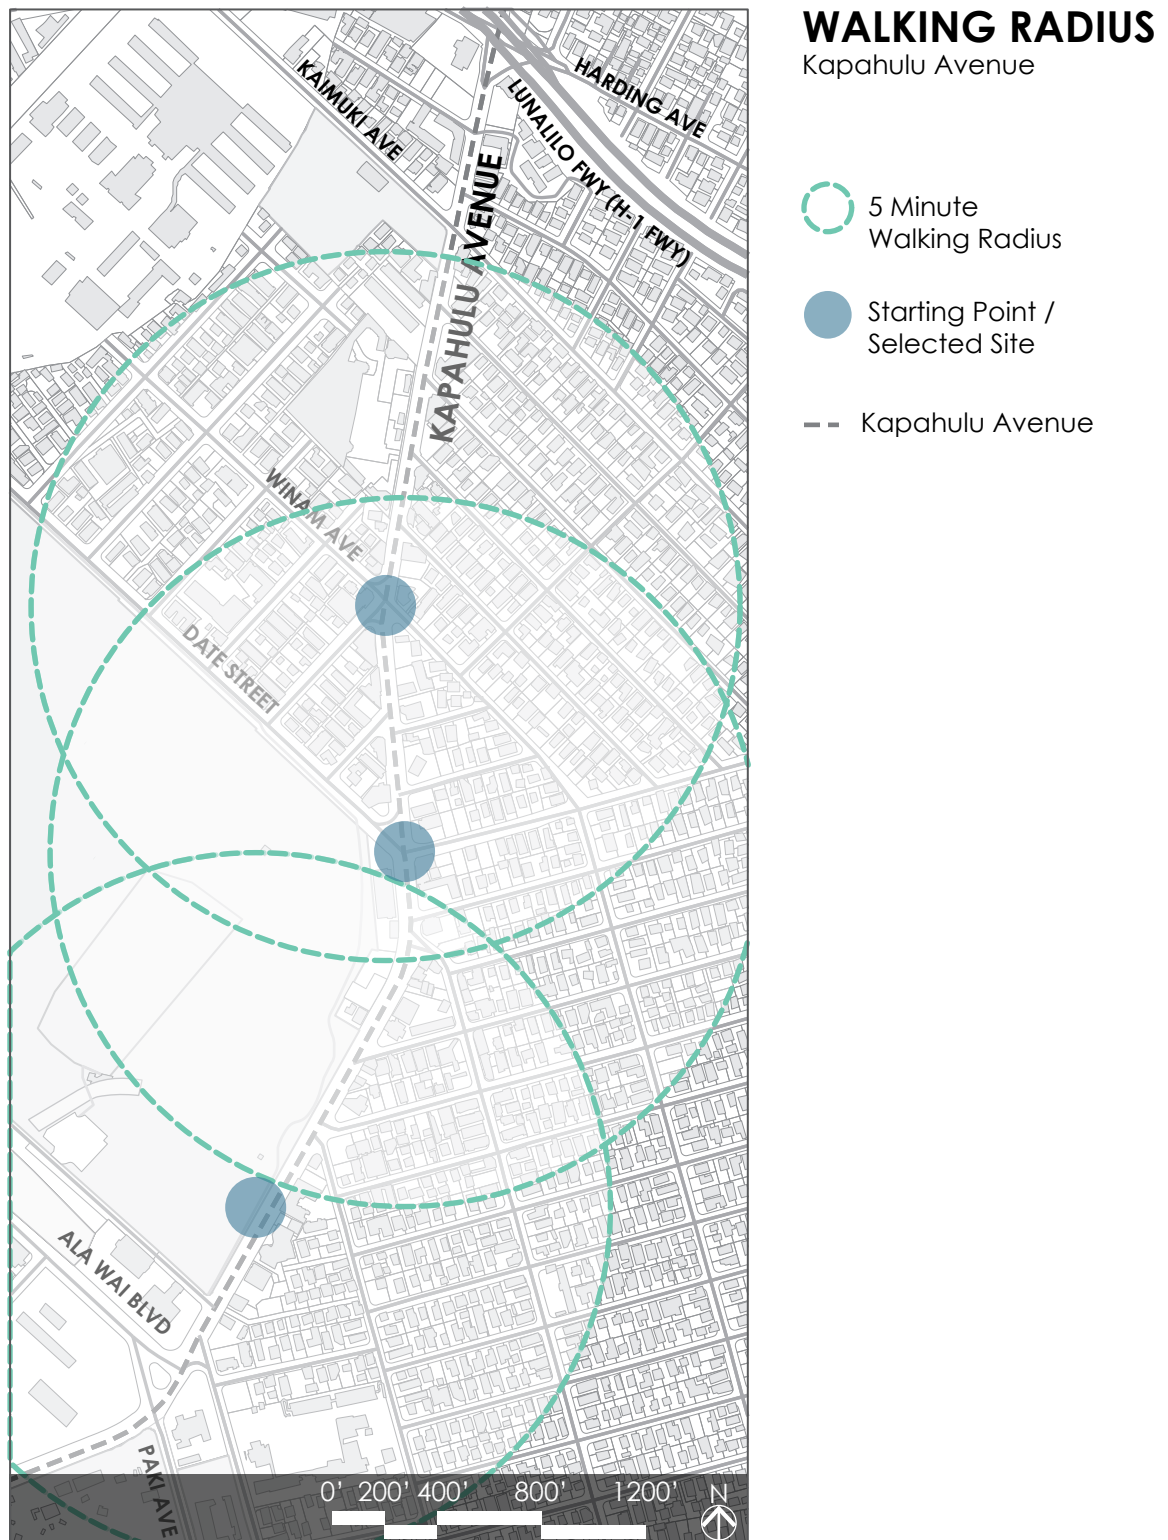 WALKING RADIUS
Kapahulu Avenue
5 Minute
Walking Radius
Starting Point /
Selected Site
Kapahulu Avenue
KAIMUKI AVE
HARDING AVE
LUNALILO FWY (H-1 FWY)
KAPAHULU AVENUE
WINAM AVE
DATE STREET
ALA WAI BLVD
PAKI AVE
0' 200' 400' 800' 1200' N